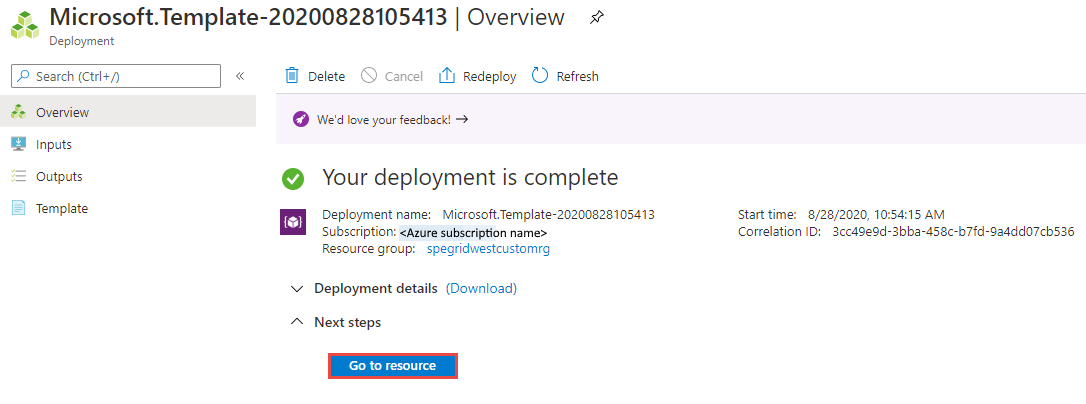 Microsoft.Template-20200828105413 | Overview
Deployment
Search (Ctrl+/)
«
Delete
Cancel
Redeploy
Refresh
Overview
Inputs
Outputs
Template
We'd love your feedback! →
Your deployment is complete
Deployment name: Microsoft.Template-20200828105413
Subscription: <Azure subscription name>
Resource group: spegridwestcustomrg
Start time: 8/28/2020, 10:54:15 AM
Correlation ID: 3cc49e9d-3bba-458c-b7fd-9a4dd07cb536
Deployment details (Download)
Next steps
Go to resource